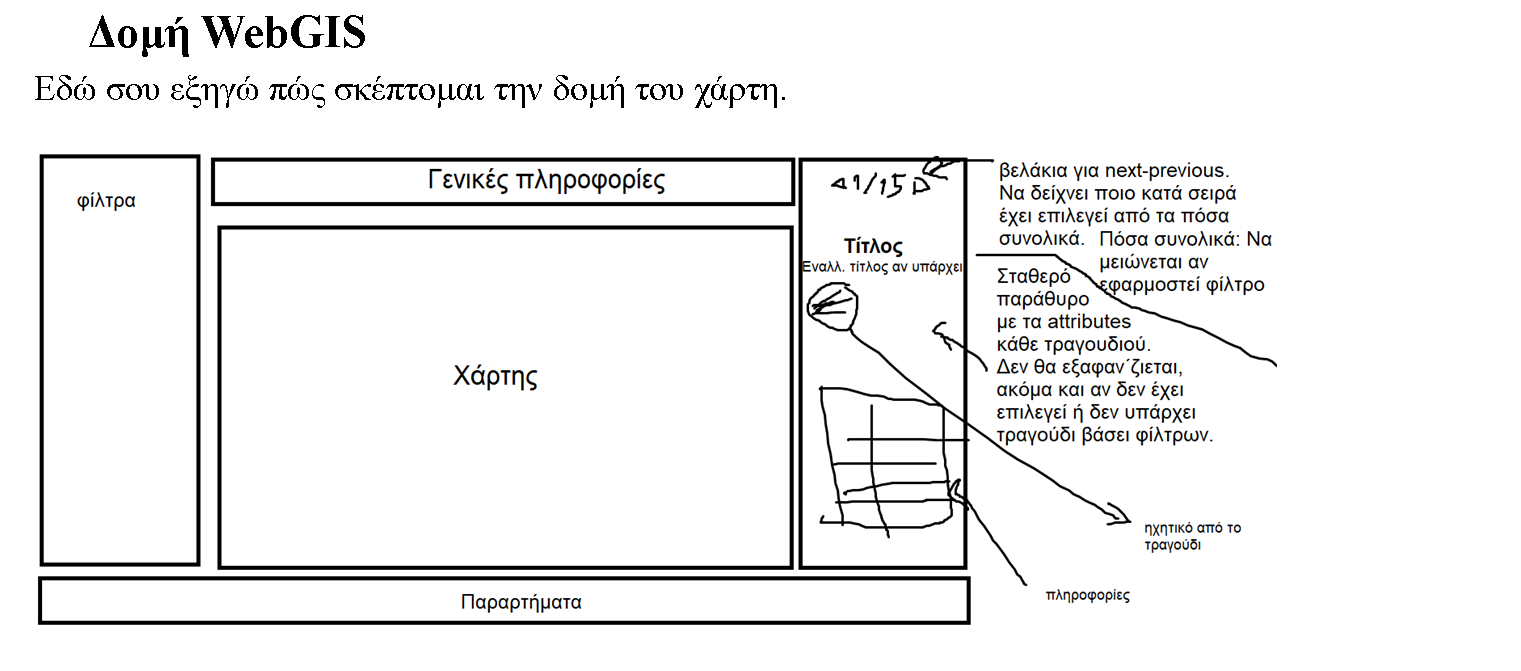 Δομή WebGIS
Εδώ σου εξηγώ πώς σκέπτομαι την δομή του χάρτη.
φίλτρα
Γενικές πληροφορίες
1/15
Τίτλος
Εναλλ. τίτλος αν υπάρχει
Χάρτης
βελάκια για next-previous.
Να δείχνει ποιο κατά σειρά
έχει επιλεγεί από τα πόσα
συνολικά.
Πόσα συνολικά: Να
μειώνεται αν
εφαρμοστεί φίλτρο
Σταθερό
παράθυρο
με τα attributes
κάθε τραγουδιού.
Δεν θα εξαφαν΄ζιεται,
ακόμα και αν δεν έχει
επιλεγεί ή δεν υπάρχει
τραγούδι βάσει φίλτρων.
ηχητικό από το
τραγούδι
πληροφορίες
Παραρτήματα